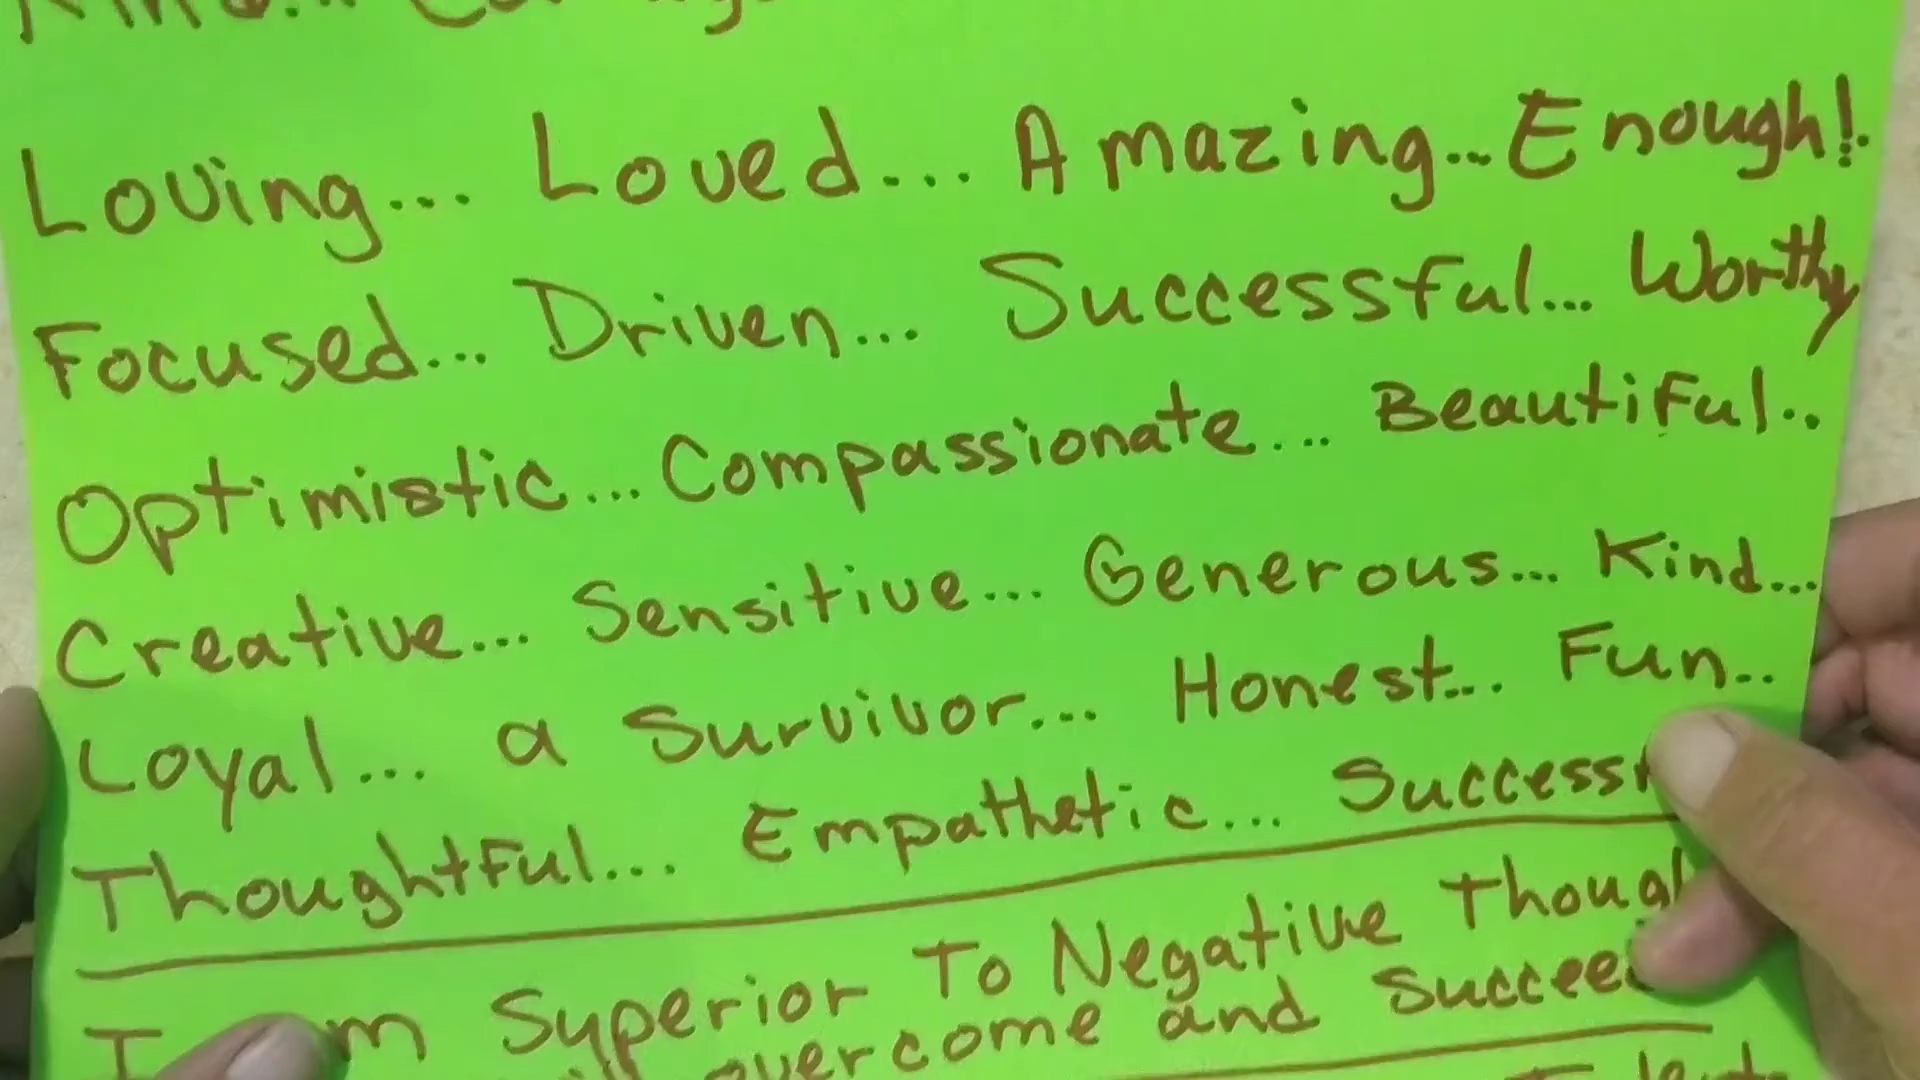 Loving... Loved... Amazing... Enough!
Focused... Driven... Successful... Worthy
Optimistic... Compassionate... Beautiful..
Creative... Sensitive... Generous... Kind...
Loyal... a Survivor... Honest... Fun..
Thoughtful... Empathetic...
Superior To Negative
overcome and